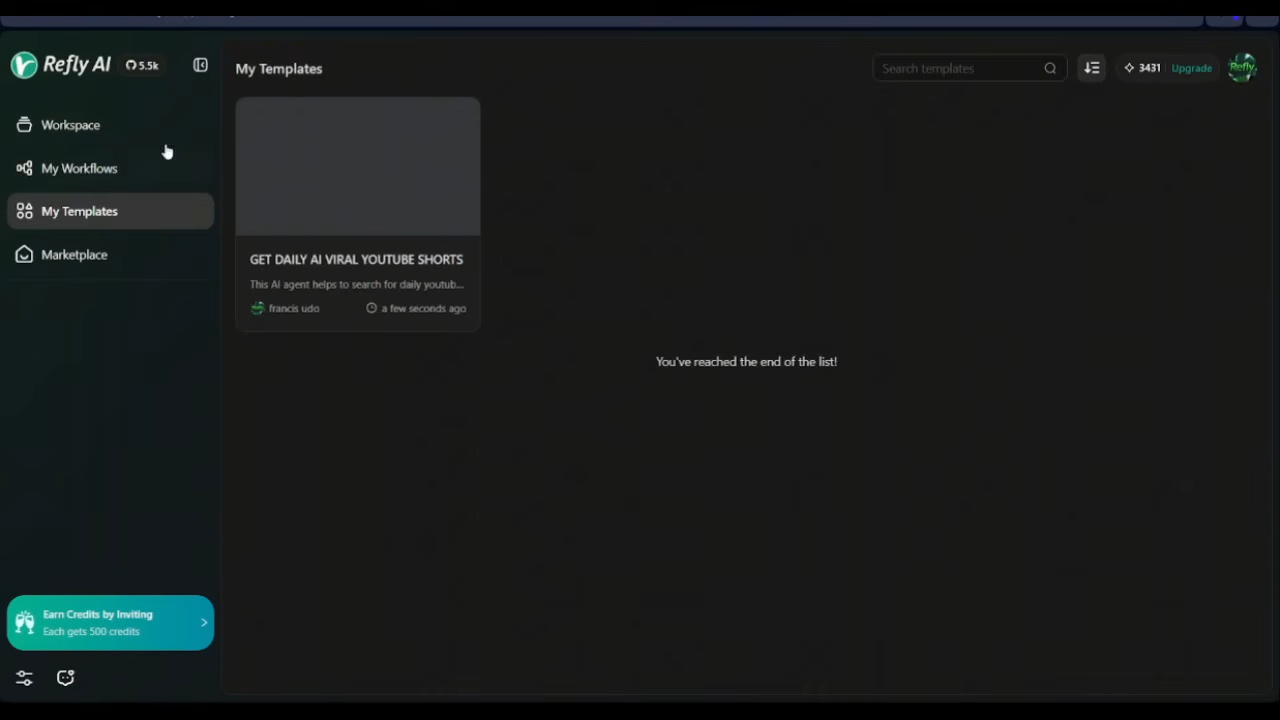 Refly AI
5.5k
Workspace
My Workflows
My Templates
Marketplace
Earn Credits by Inviting
Each gets 500 credits
My Templates
Search templates
3431
Upgrade
Refly.
GET DAILY AI VIRAL YOUTUBE SHORTS
This AI agent helps to search for daily youtub...
francis udo
a few seconds ago
You've reached the end of the list!